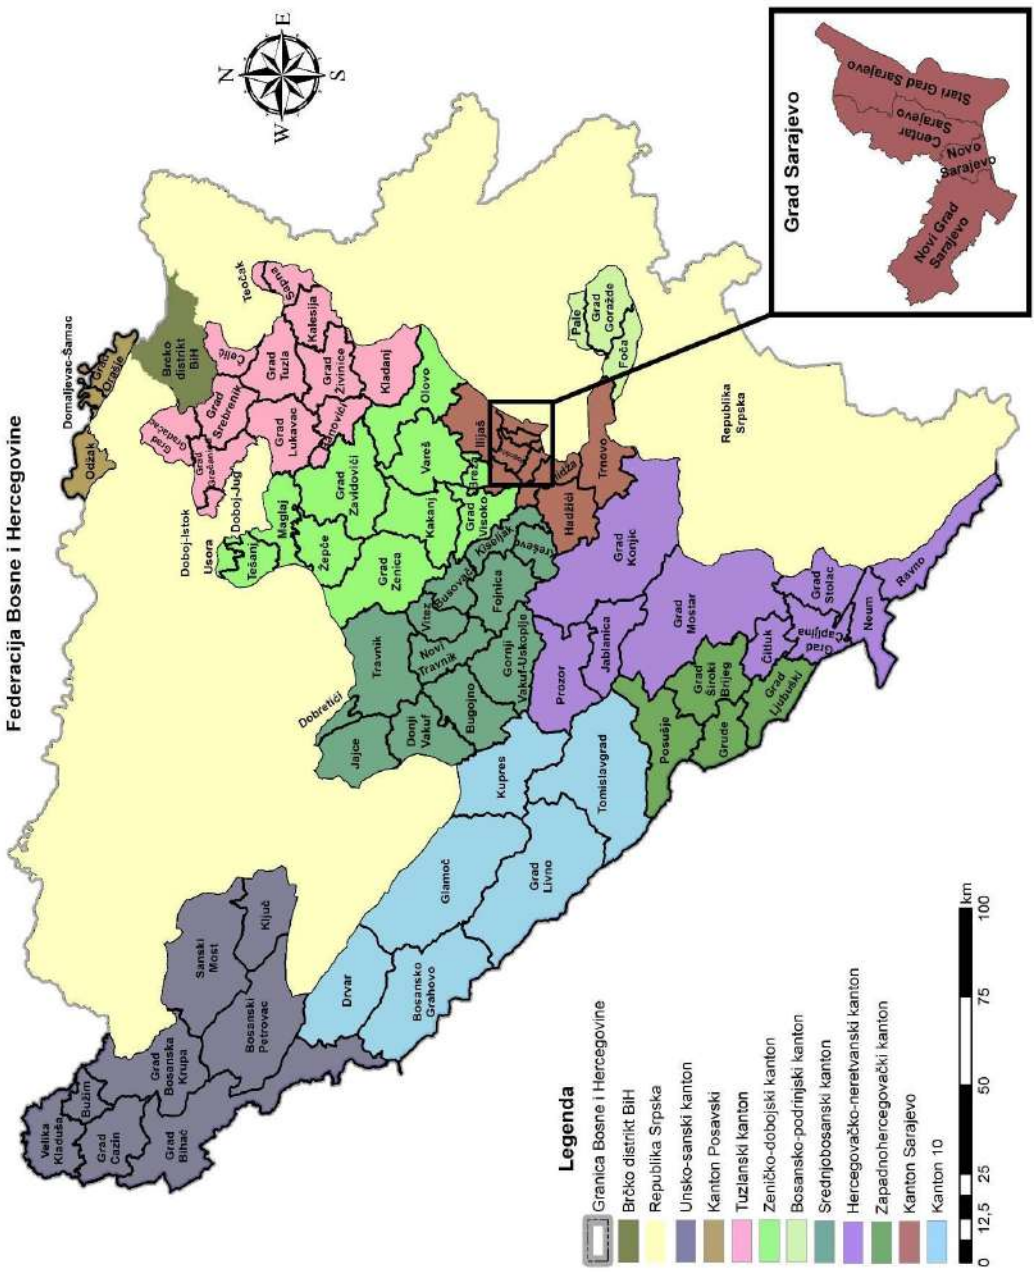 Federacija Bosne i Hercegovine
N
E
S
W
Velika
Kladuša
Bužim
Grad
Cazin
Grad
Bihać
Grad
Bosanska
Krupa
Sanski
Most
Bosanski
Petrovac
Ključ
Drvar
Bosansko
Grahovo
Glamoč
Grad
Livno
Kupres
Tomislavgrad
Dobretići
Jajce
Donji
Vakuf
Travnik
Novi
Travnik
Vitez
Busovača
Bugojno
Gornji
Vakuf-Uskoplje
Fojnica
Kiseljak
Kreševo
Domaljevac-Šamac
Odžak
Grad
Orašje
Brčko
distrikt
BiH
Grad
Gradačac
Grad
Gračanica
Doboj-Istok
Doboj-Jug
Usora
Tešanj
Maglaj
Žepče
Grad
Zavidovići
Grad
Zenica
Kakanj
Vareš
Breza
Grad
Visoko
Olovo
Grad
Srebrenik
Čelić
Grad
Tuzla
Grad
Lukavac
Banovići
Grad
Živinice
Kalesija
Sapna
Teočak
Kladanj
Ilijaš
Hadžići
Trnovo
Pale
Grad
Goražde
Foča
Republika
Srpska
Prozor
Jablanica
Grad
Konjic
Grad
Mostar
Čitluk
Grad
Čapljina
Grad
Stolac
Neum
Ravno
Posušje
Grad
Široki
Brijeg
Grude
Grad
Ljubuški
Grad Sarajevo
Stari Grad Sarajevo
Centar
Sarajevo
Novo
Sarajevo
Novi Grad
Sarajevo
Legenda
Granica Bosne i Hercegovine
Brčko distrikt BiH
Republika Srpska
Unsko-sanski kanton
Kanton Posavski
Tuzlanski kanton
Zeničko-dobojski kanton
Bosansko-podrinjski kanton
Srednjobosanski kanton
Hercegovačko-neretvanski kanton
Zapadnohercegovački kanton
Kanton Sarajevo
Kanton 10
0 12,5 25 50 75 100
km